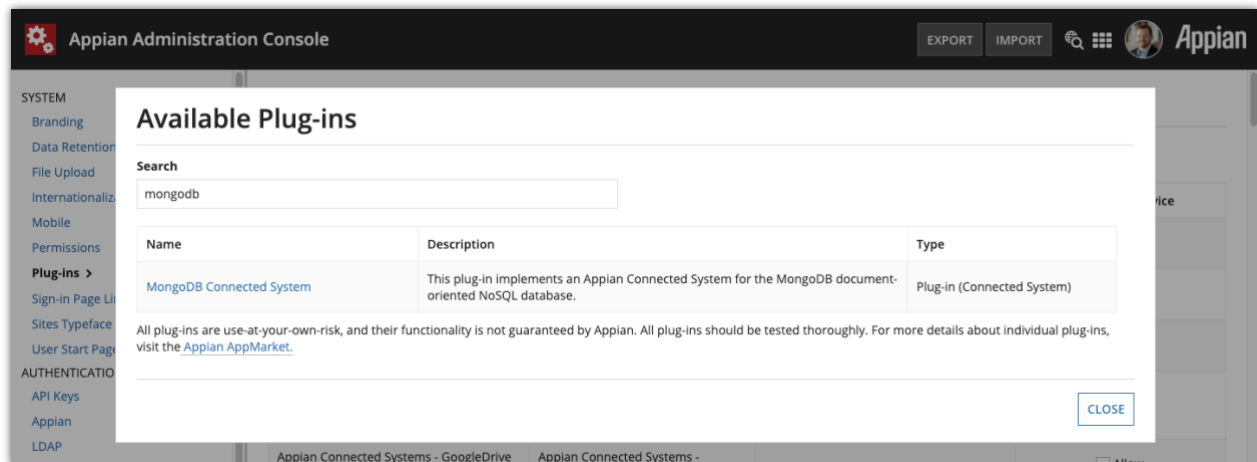 Appian Administration Console
EXPORT
IMPORT
Appian
SYSTEM
Branding
Data Retention
File Upload
Mobile
Permissions
Plug-ins >
Sign-in Page
Sites Typeface
User Start Page
API Keys
Appian
LDAP
Available Plug-ins
Search
mongodb
Name Description Type
MongoDB Connected System
This plug-in implements an Appian Connected System for the MongoDB document-
oriented NoSQL database.
Plug-in (Connected System)
All plug-ins are use-at-your-own-risk, and their functionality is not guaranteed by Appian. All plug-ins should be tested thoroughly. For more details about individual plug-ins,
visit the Appian AppMarket.
CLOSE
Appian Connected Systems - GoogleDrive
Appian Connected Systems -